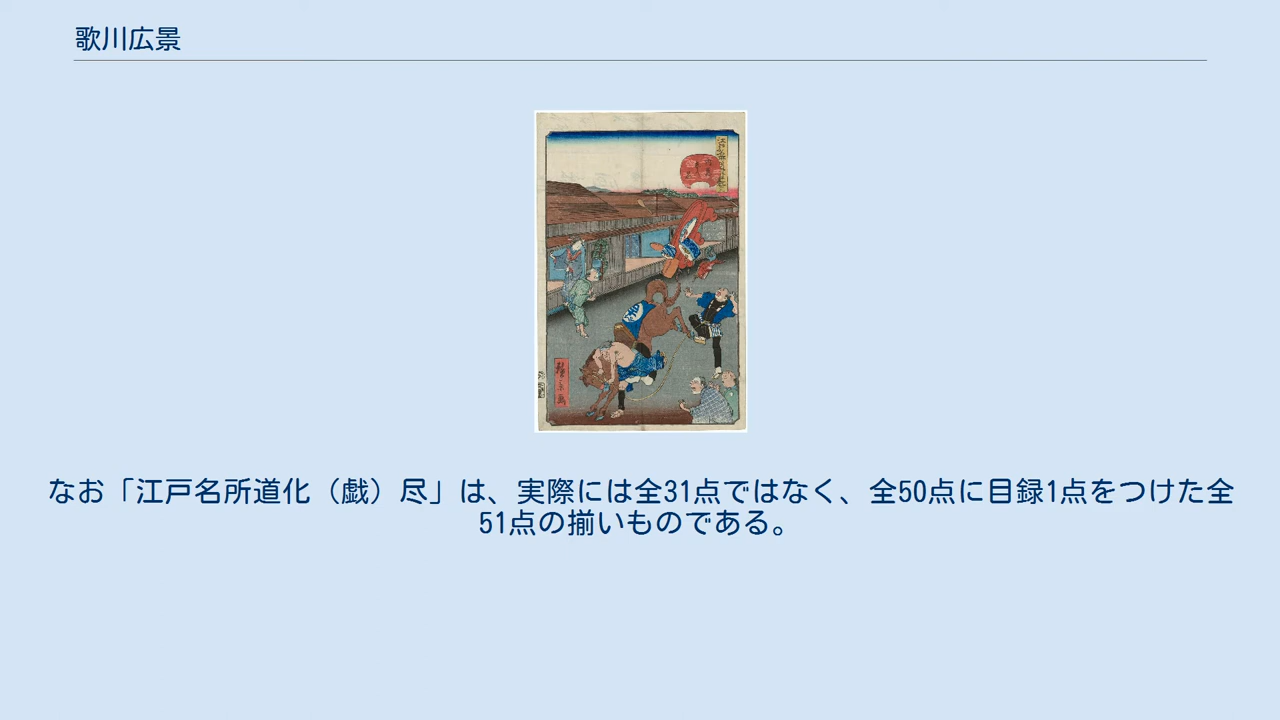 歌川広景
なお「江戸名所道化（戯）尽」は、実際には全31点ではなく、全50点に目録1点をつけた全
51点の揃いものである。